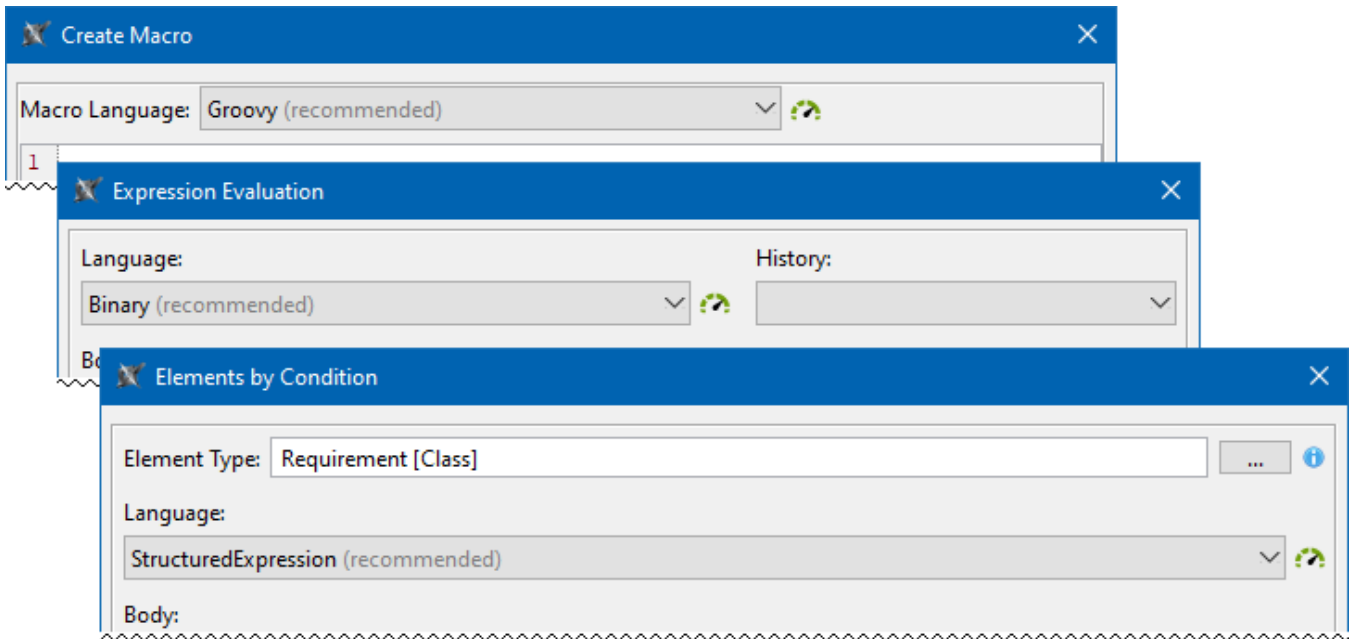 Create Macro
Macro Language: Groovy (recommended)
1
Expression Evaluation
Language: History:
Binary (recommended)
Elements by Condition
Element Type: Requirement [Class] ...
Language:
StructuredExpression (recommended)
Body: